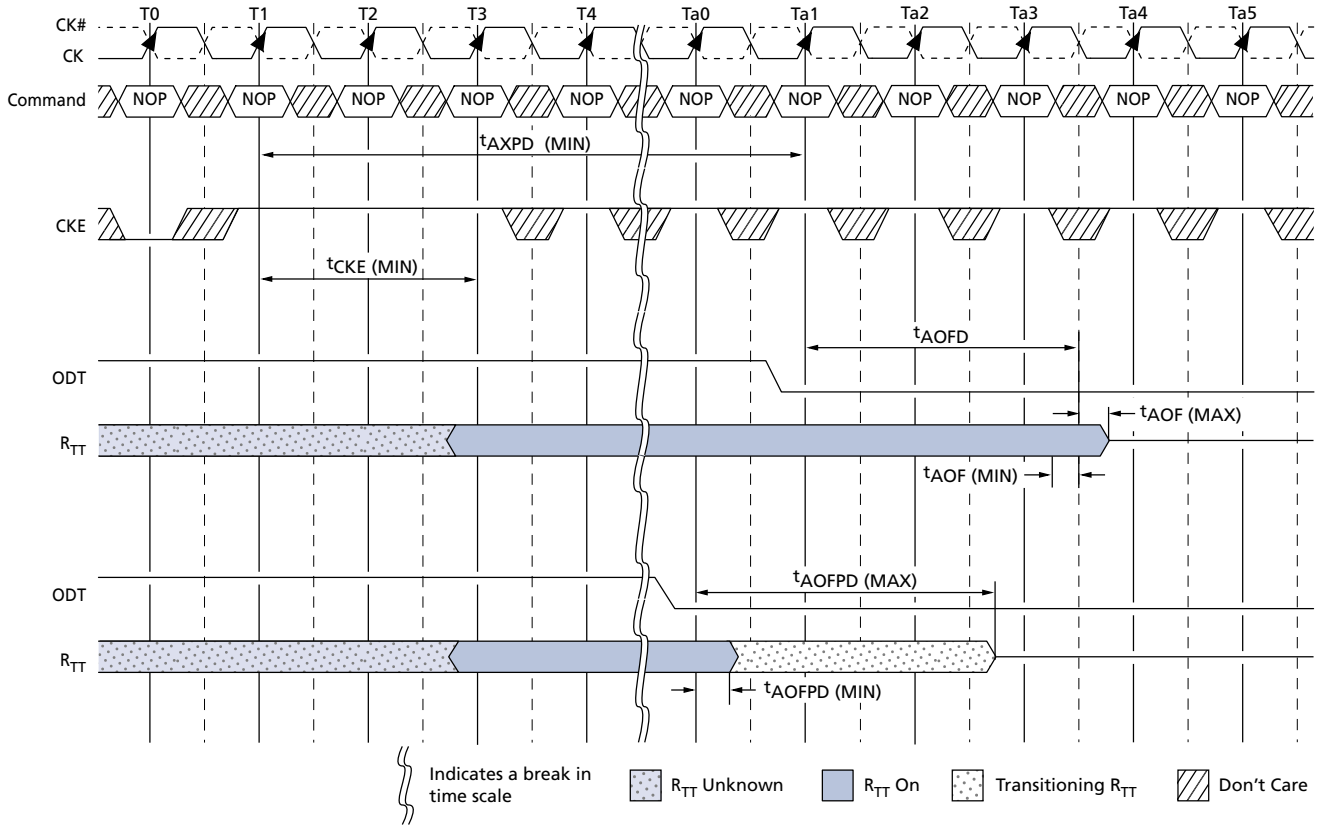 T0 T1 T2 T3 T4 Ta0 Ta1 Ta2 Ta3 Ta4 Ta5
CK#
CK
Command NOP NOP NOP NOP NOP NOP NOP NOP NOP NOP NOP
tAXPD (MIN)
CKE
tCKE (MIN)
tAOFD
ODT
tAOF (MAX)
RTT
tAOF (MIN)
tAOFPD (MAX)
ODT
RTT
tAOFPD (MIN)
Indicates a break in
time scale
RTT Unknown
RTT On
Transitioning RTT
Don't Care